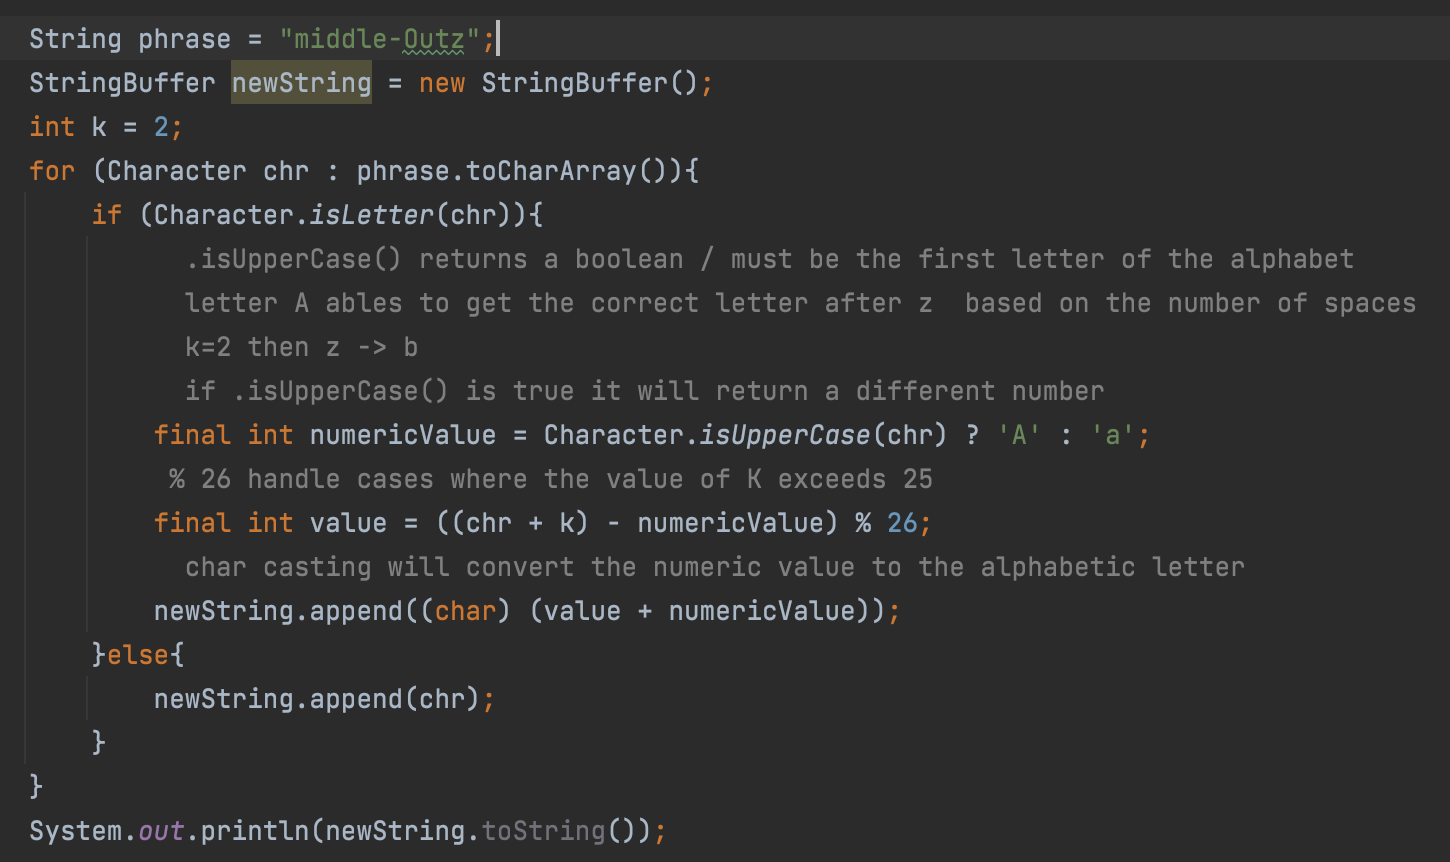 String phrase = "middle-Outz";
StringBuffer newString = new StringBuffer();
int k = 2;
for (Character chr : phrase.toCharArray()){
    if (Character.isLetter(chr)){
          .isUpperCase() returns a boolean / must be the first letter of the alphabet
          letter A ables to get the correct letter after z  based on the number of spaces
          k=2 then z -> b
          if .isUpperCase() is true it will return a different number
        final int numericValue = Character.isUpperCase(chr) ? 'A' : 'a';
         % 26 handle cases where the value of K exceeds 25
        final int value = ((chr + k) - numericValue) % 26;
          char casting will convert the numeric value to the alphabetic letter
        newString.append((char) (value + numericValue));
    }else{
        newString.append(chr);
    }
}
System.out.println(newString.toString());